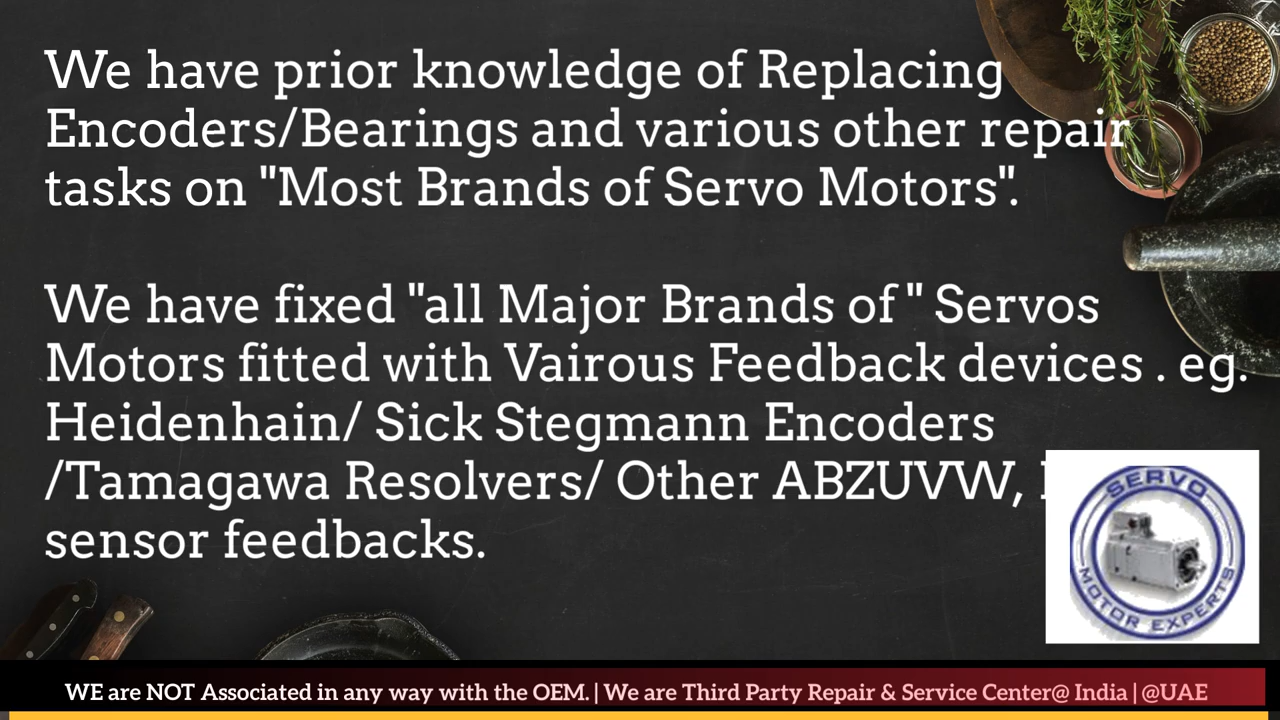 We have prior knowledge of Replacing
Encoders/Bearings and various other repair
tasks on "Most Brands of Servo Motors".
We have fixed "all Major Brands of " Servos
Motors fitted with Vairous Feedback devices . eg.
Heidenhain/ Sick Stegmann Encoders
/Tamagawa Resolvers/ Other ABZUVW,
sensor feedbacks.
SERVO
MOTOR EXPERTS
WE are NOT Associated in any way with the OEM. | We are Third Party Repair & Service Center@ India | @UAE